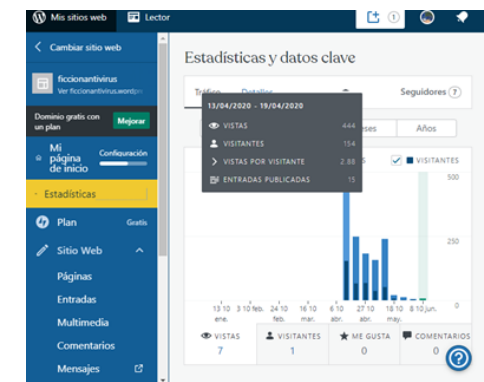 Mis sitios web
Lector
1
Cambiar sitio web
ficcionantivirus
Ver ficcionantivirus.wordpr
Dominio gratis con
un plan
Mejorar
Mi
página
de inicio
Configuración
Estadísticas
Plan
Gratis
Sitio Web
Páginas
Entradas
Multimedia
Comentarios
Mensajes
Estadísticas y datos clave
Tráfico
Detalles
Seguidores ?
13/04/2020 - 19/04/2020
VISTAS 444
VISITANTES 154
VISTAS POR VISITANTE 2.88
ENTRADAS PUBLICADAS 15
Años
VISITANTES
500
250
0
13 10 3 10 feb. 24 10 16 10 6 10 27 10 18 10 8 10 jun.
ene. feb. mar. abr. abr. may.
VISTAS
7
VISITANTES
1
ME GUSTA
0
COMENTARIOS
0
?